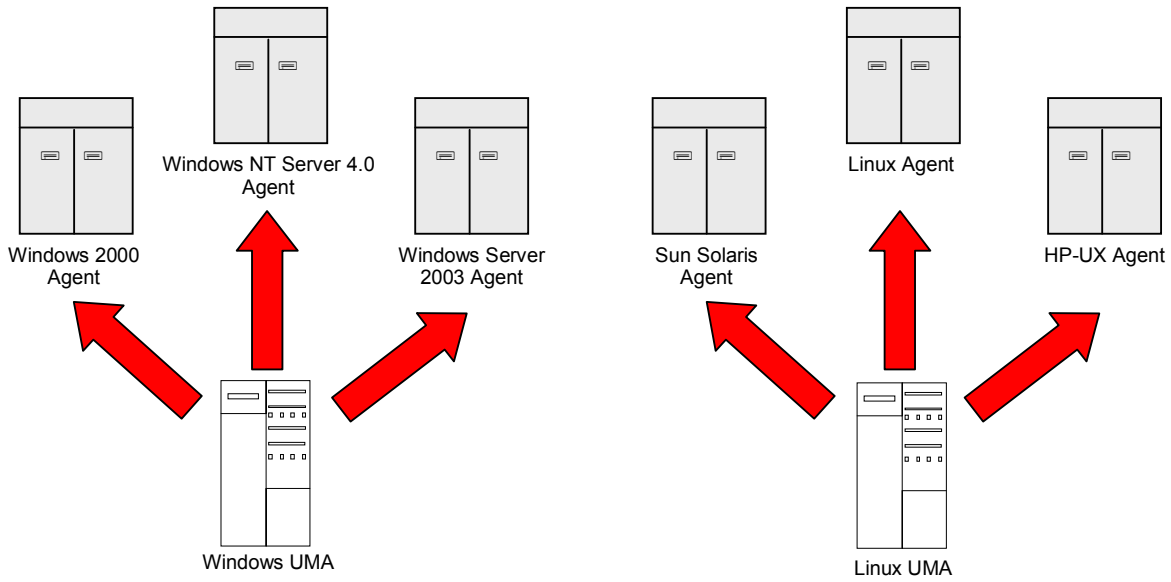 Windows NT Server 4.0
Agent
Windows 2000
Agent
Windows Server
2003 Agent
Windows UMA
Linux Agent
Sun Solaris
Agent
HP-UX Agent
Linux UMA